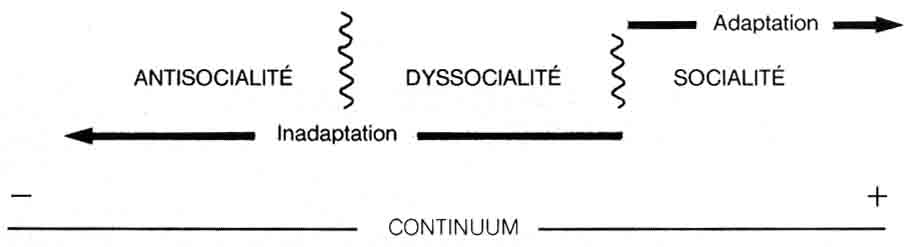 Adaptation
ANTISOCIALITÉ DYSSOCIALITÉ SOCIALITÉ
Inadaptation
− +
CONTINUUM